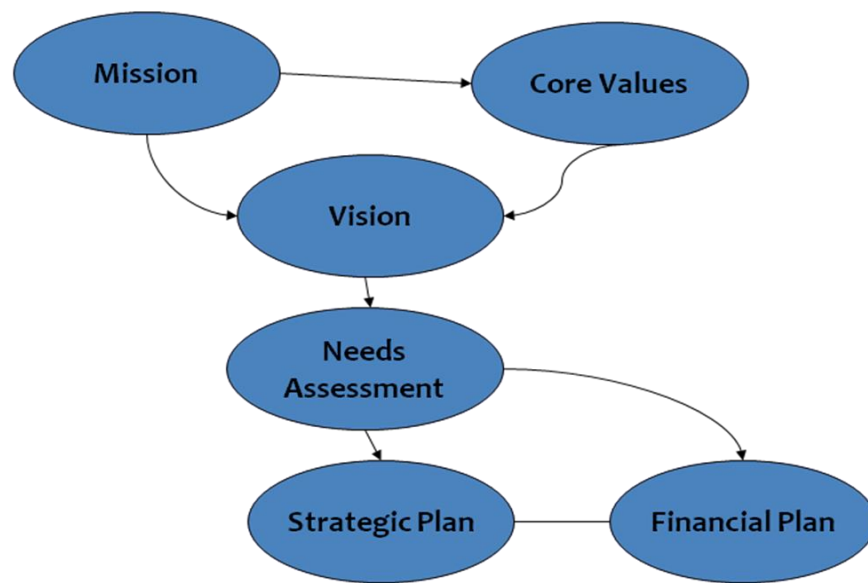 Mission
Core Values
Vision
Needs
Assessment
Strategic Plan
Financial Plan